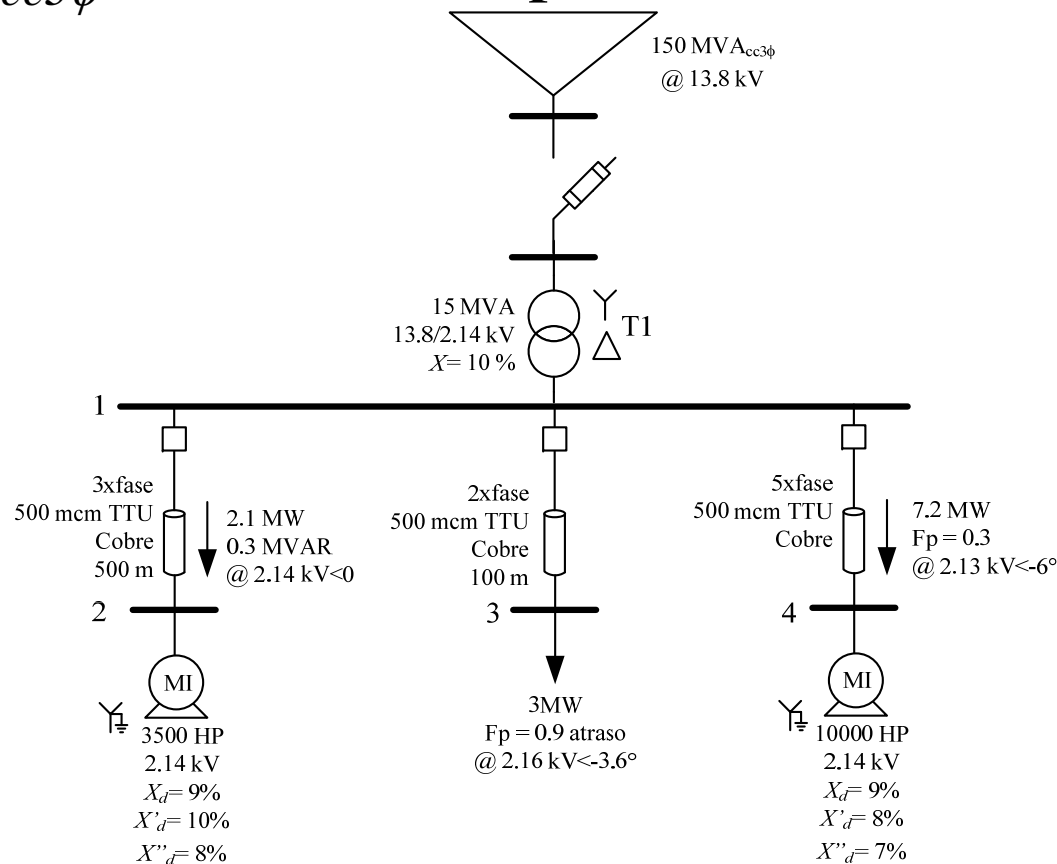 cc3ϕ
150 MVAcc3ϕ
@ 13.8 kV
15 MVA
13.8/2.14 kV
X= 10 %
T1
1
3xfase
500 mcm TTU
Cobre
500 m
2.1 MW
0.3 MVAR
@ 2.14 kV<0
2xfase
500 mcm TTU
Cobre
100 m
5xfase
500 mcm TTU
Cobre
7.2 MW
Fp = 0.3
@ 2.13 kV<-6°
2
3
4
MI
3500 HP
2.14 kV
Xd= 9%
X'd= 10%
X''d= 8%
3MW
Fp = 0.9 atraso
@ 2.16 kV<-3.6°
MI
10000 HP
2.14 kV
Xd= 9%
X'd= 8%
X''d= 7%